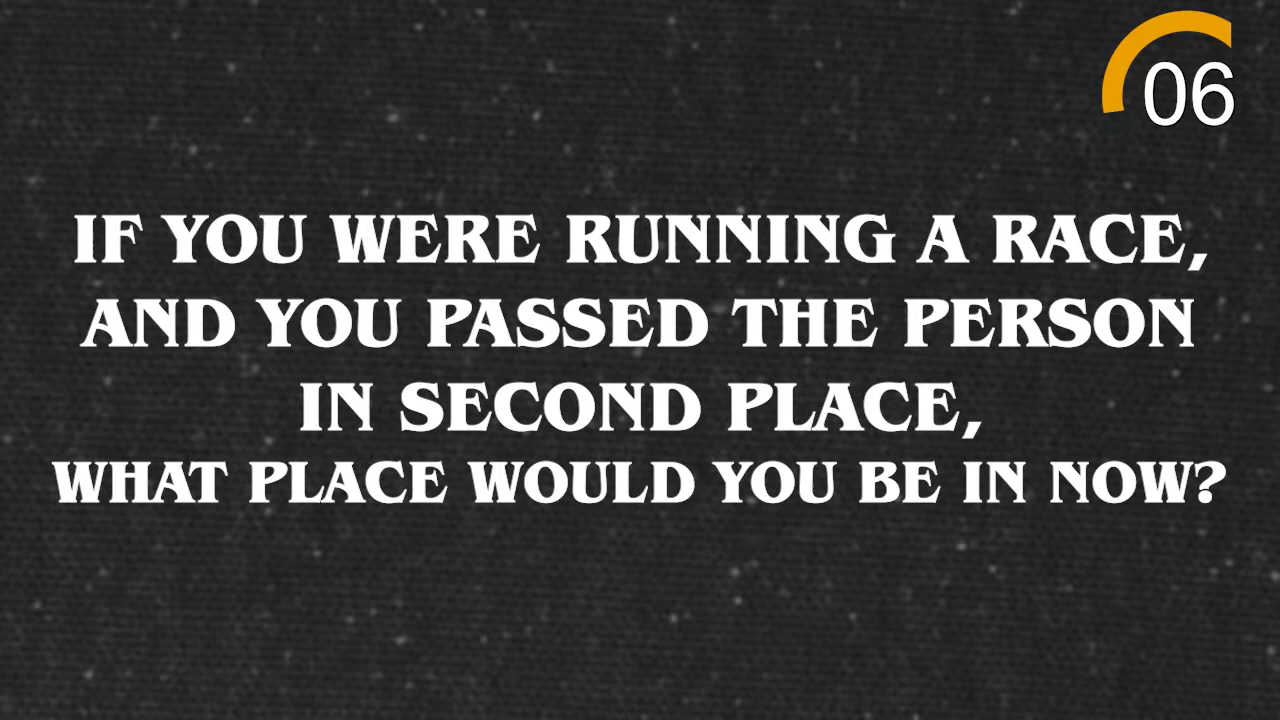 06
IF YOU WERE RUNNING A RACE,
AND YOU PASSED THE PERSON
IN SECOND PLACE,
WHAT PLACE WOULD YOU BE IN NOW?